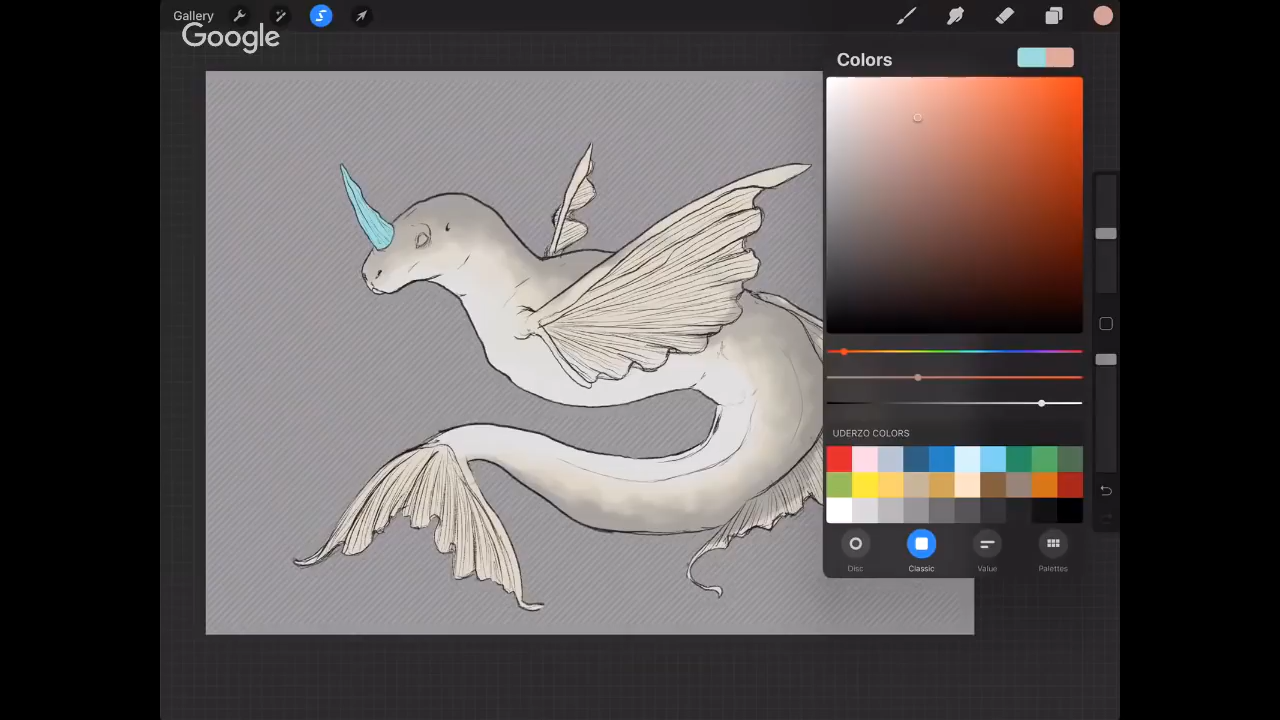 Gallery
Google
Colors
UDERZO COLORS
Disc
Classic
Value
Palettes